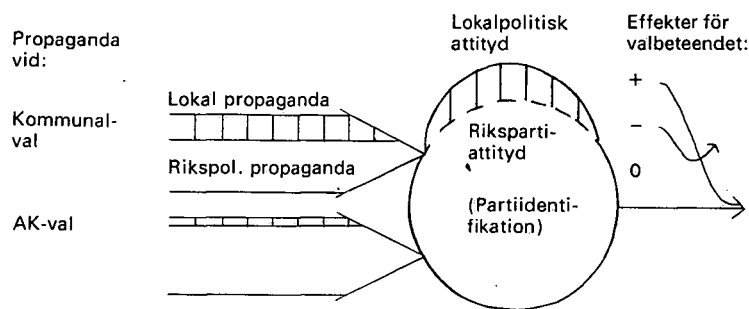 Propaganda
vid:
Kommunal-
val
AK-val
Lokal propaganda
Rikspol. propaganda
Lokalpolitisk
attityd
Riksparti-
attityd
(Partiidenti-
fikation)
Effekter för
valbeteendet:
+
−
0